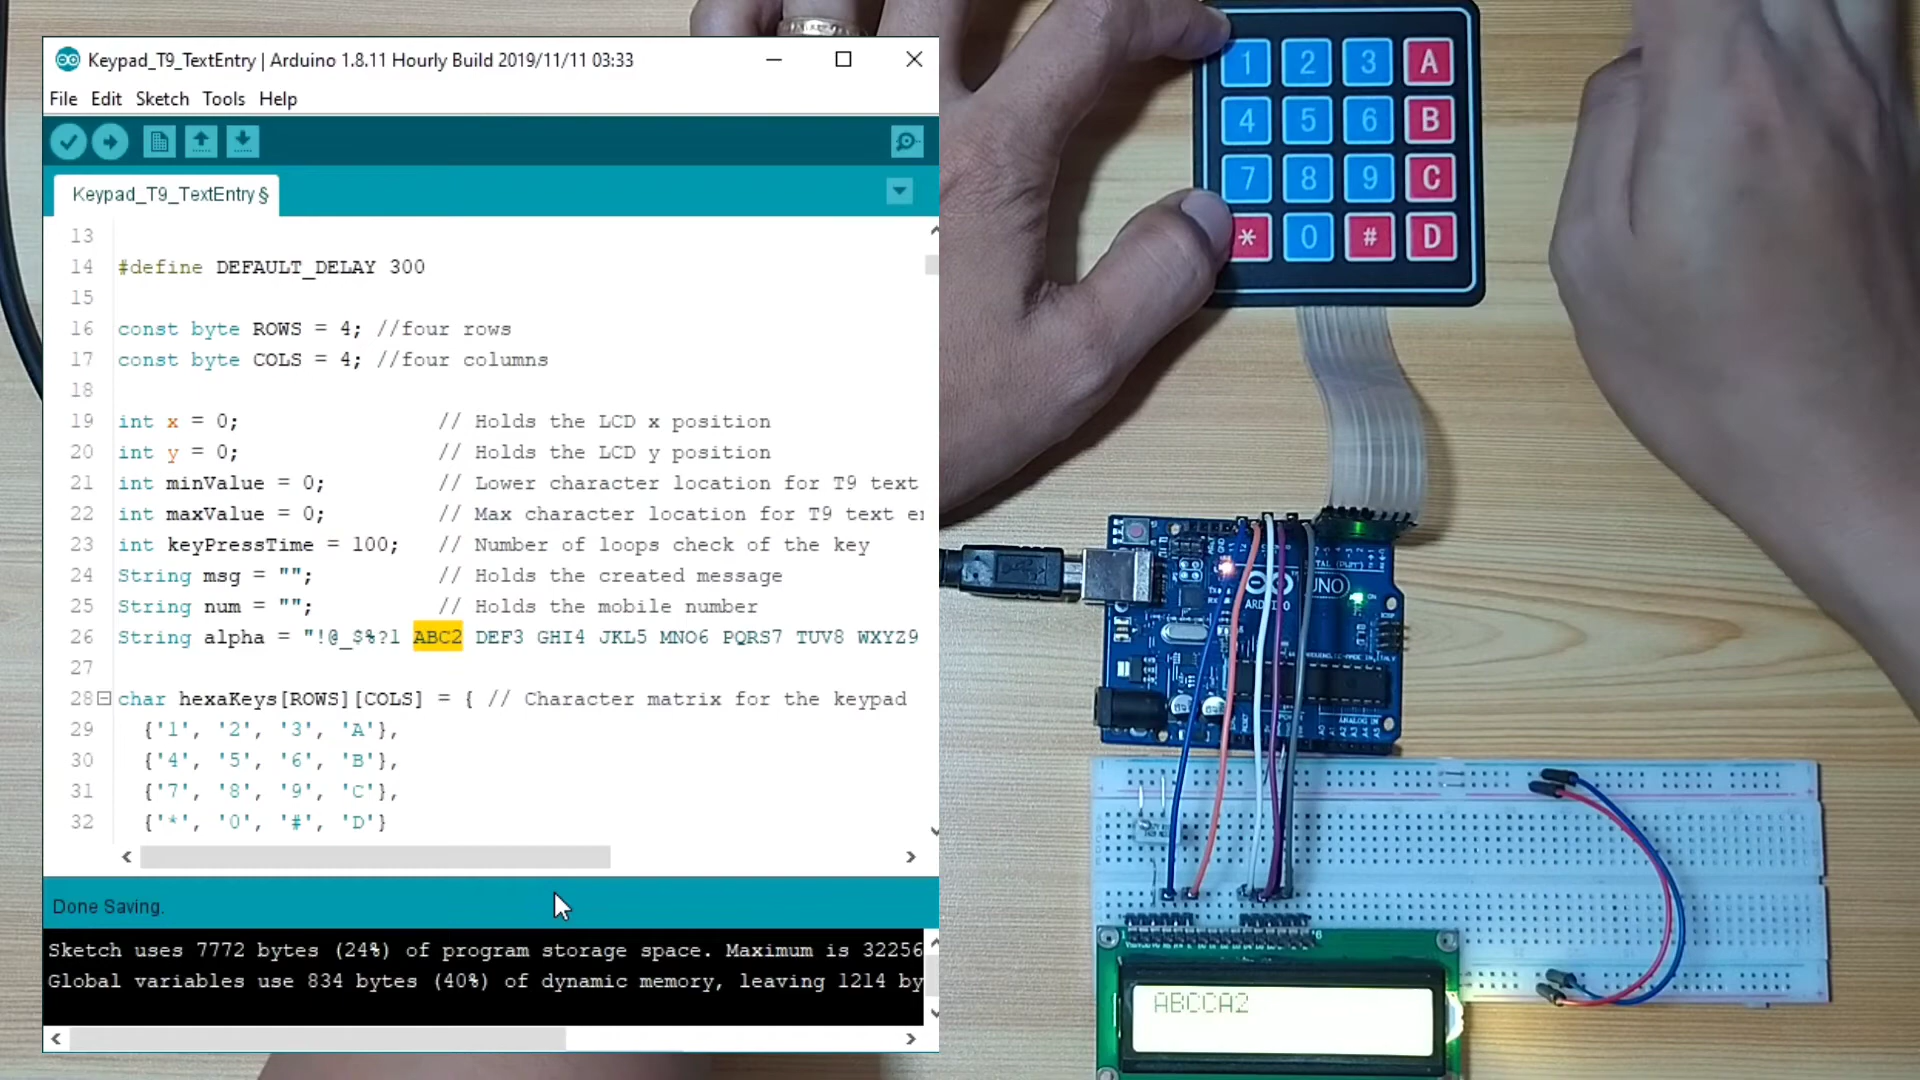 Keypad_T9_TextEntry | Arduino 1.8.11 Hourly Build 2019/11/11 03:33
File Edit Sketch Tools Help
Keypad_T9_TextEntry §
13
14 #define DEFAULT_DELAY 300
15
16 const byte ROWS = 4; //four rows
17 const byte COLS = 4; //four columns
18
19 int x = 0; // Holds the LCD x position
20 int y = 0; // Holds the LCD y position
21 int minValue = 0; // Lower character location for T9 text
22 int maxValue = 0; // Max character location for T9 text e
23 int keyPressTime = 100; // Number of loops check of the key
24 String msg = ""; // Holds the created message
25 String num = ""; // Holds the mobile number
26 String alpha = "!@_$%?1 ABC2 DEF3 GHI4 JKL5 MNO6 PQRS7 TUV8 WXYZ9
27
28 char hexaKeys[ROWS][COLS] = { // Character matrix for the keypad
29 {'1', '2', '3', 'A'},
30 {'4', '5', '6', 'B'},
31 {'7', '8', '9', 'C'},
32 {'*', '0', '#', 'D'}
Done Saving.
Sketch uses 7772 bytes (24%) of program storage space. Maximum is 32256
Global variables use 834 bytes (40%) of dynamic memory, leaving 1214 by
1 2 3 A
4 5 6 B
7 8 9 C
* 0 # D
UNO
ARDUINO
ON
RESET
ANALOG IN
ABCCA2